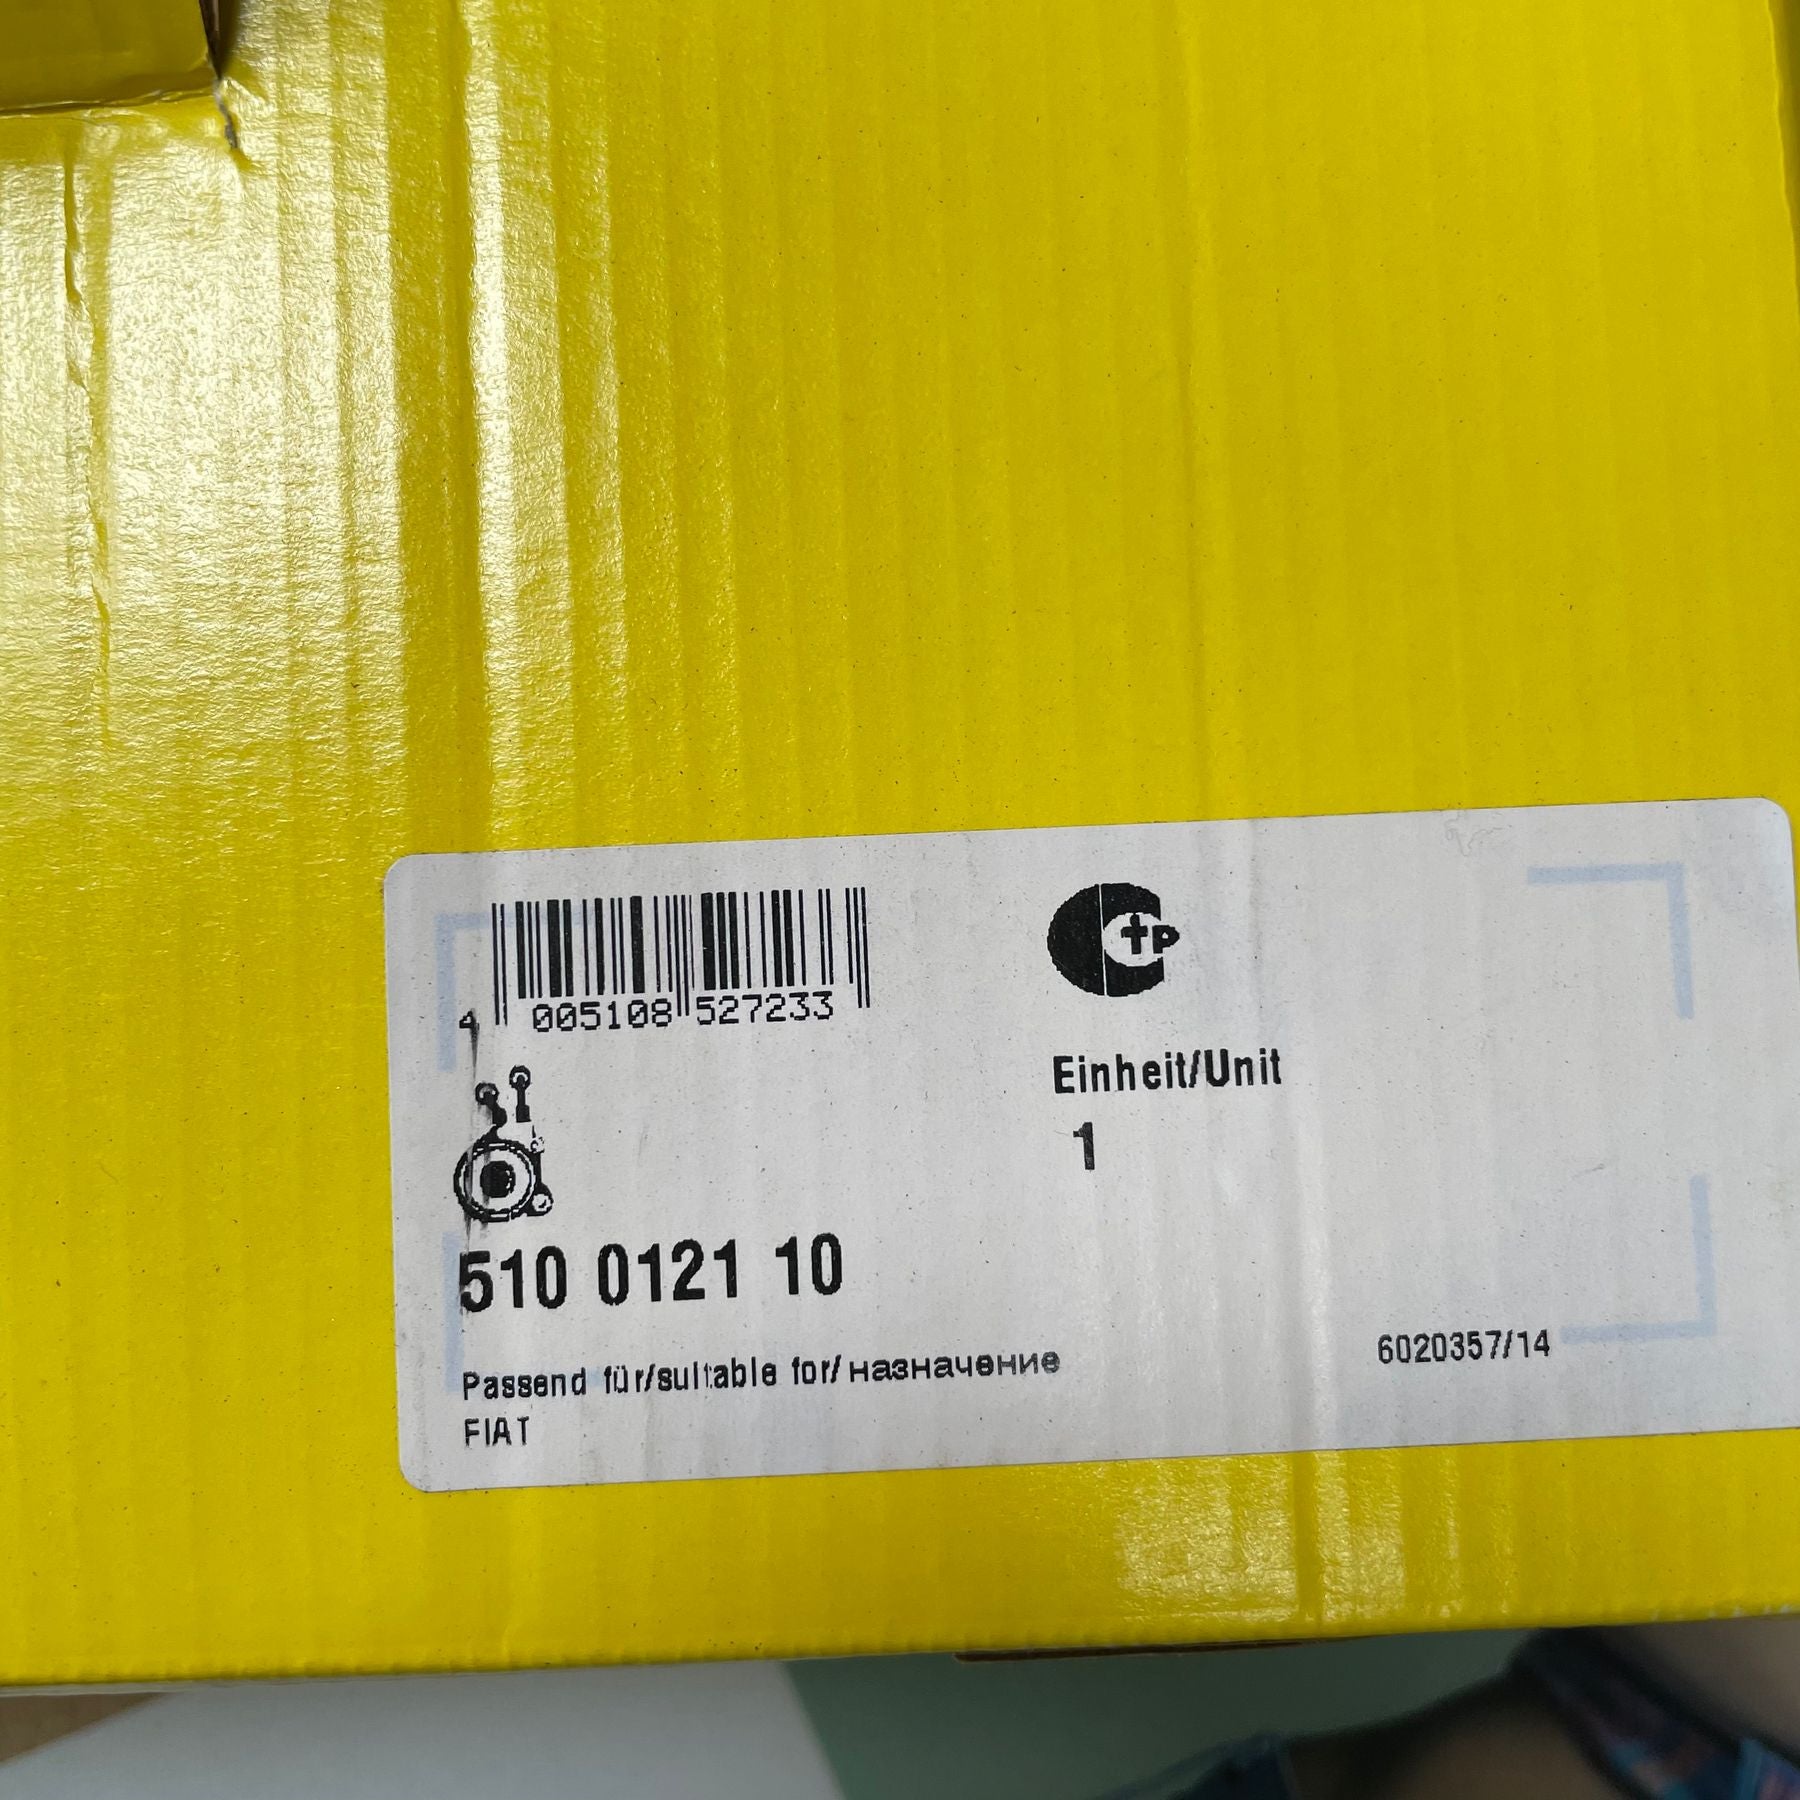 4 005108 527233
Einheit/Unit
1
510 0121 10
Passend für/suitable for/назначение
6020357/14
FIAT